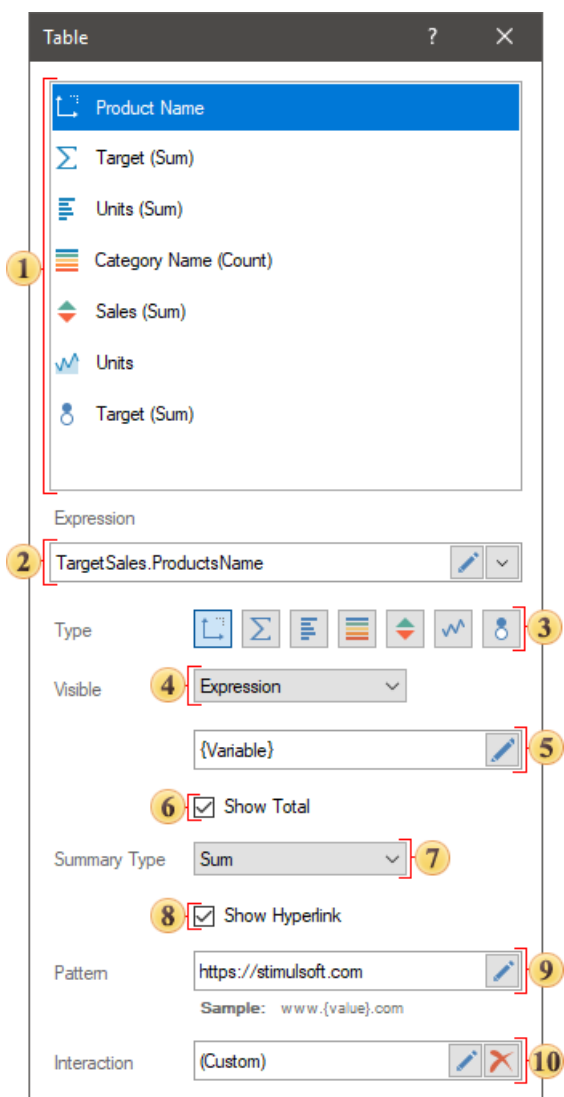 Table ?
Product Name
Target (Sum)
Units (Sum)
1 Category Name (Count)
Sales (Sum)
Units
Target (Sum)
Expression
2 TargetSales.ProductsName
Type 3
Visible 4 Expression
{Variable} 5
6 Show Total
Summary Type Sum 7
8 Show Hyperlink
Pattern https://stimulsoft.com 9
Sample: www.{value}.com
Interaction (Custom) 10